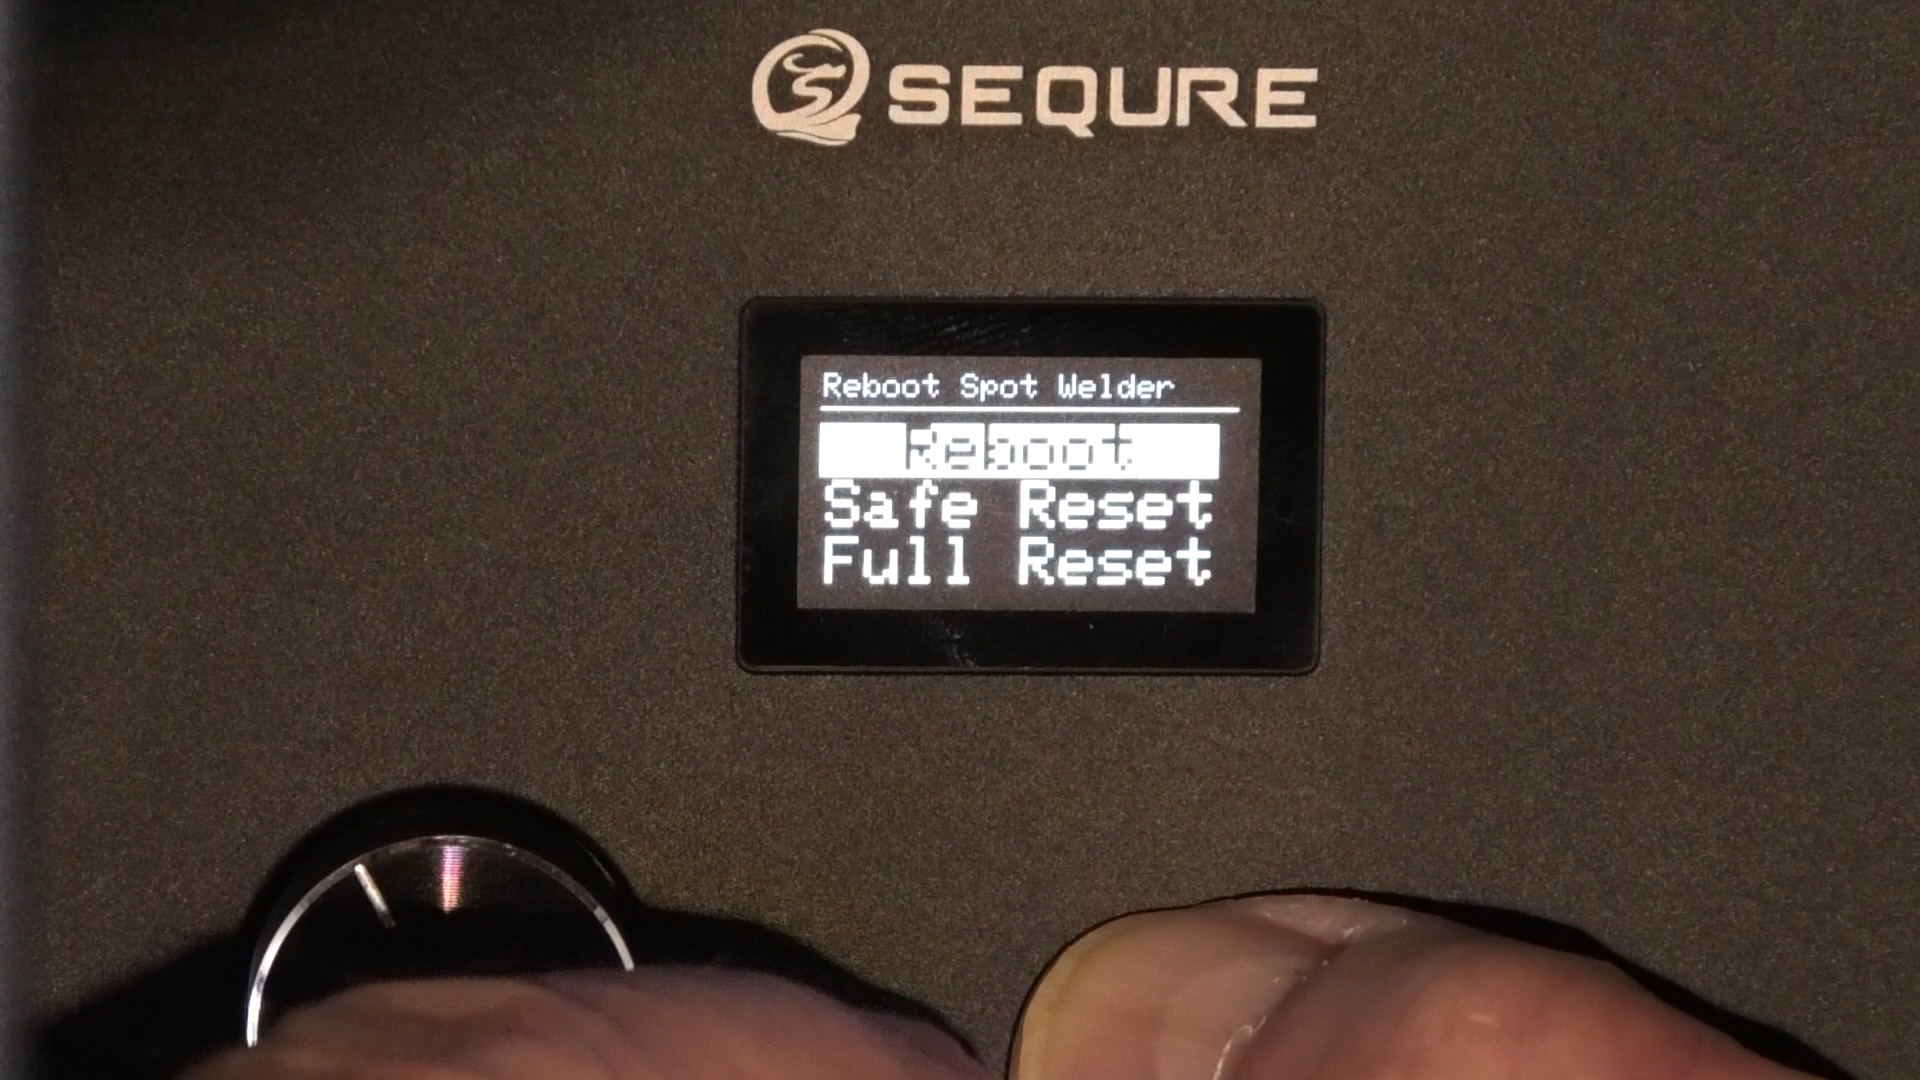 SEQURE
Reboot Spot Welder
Reboot
Safe Reset
Full Reset